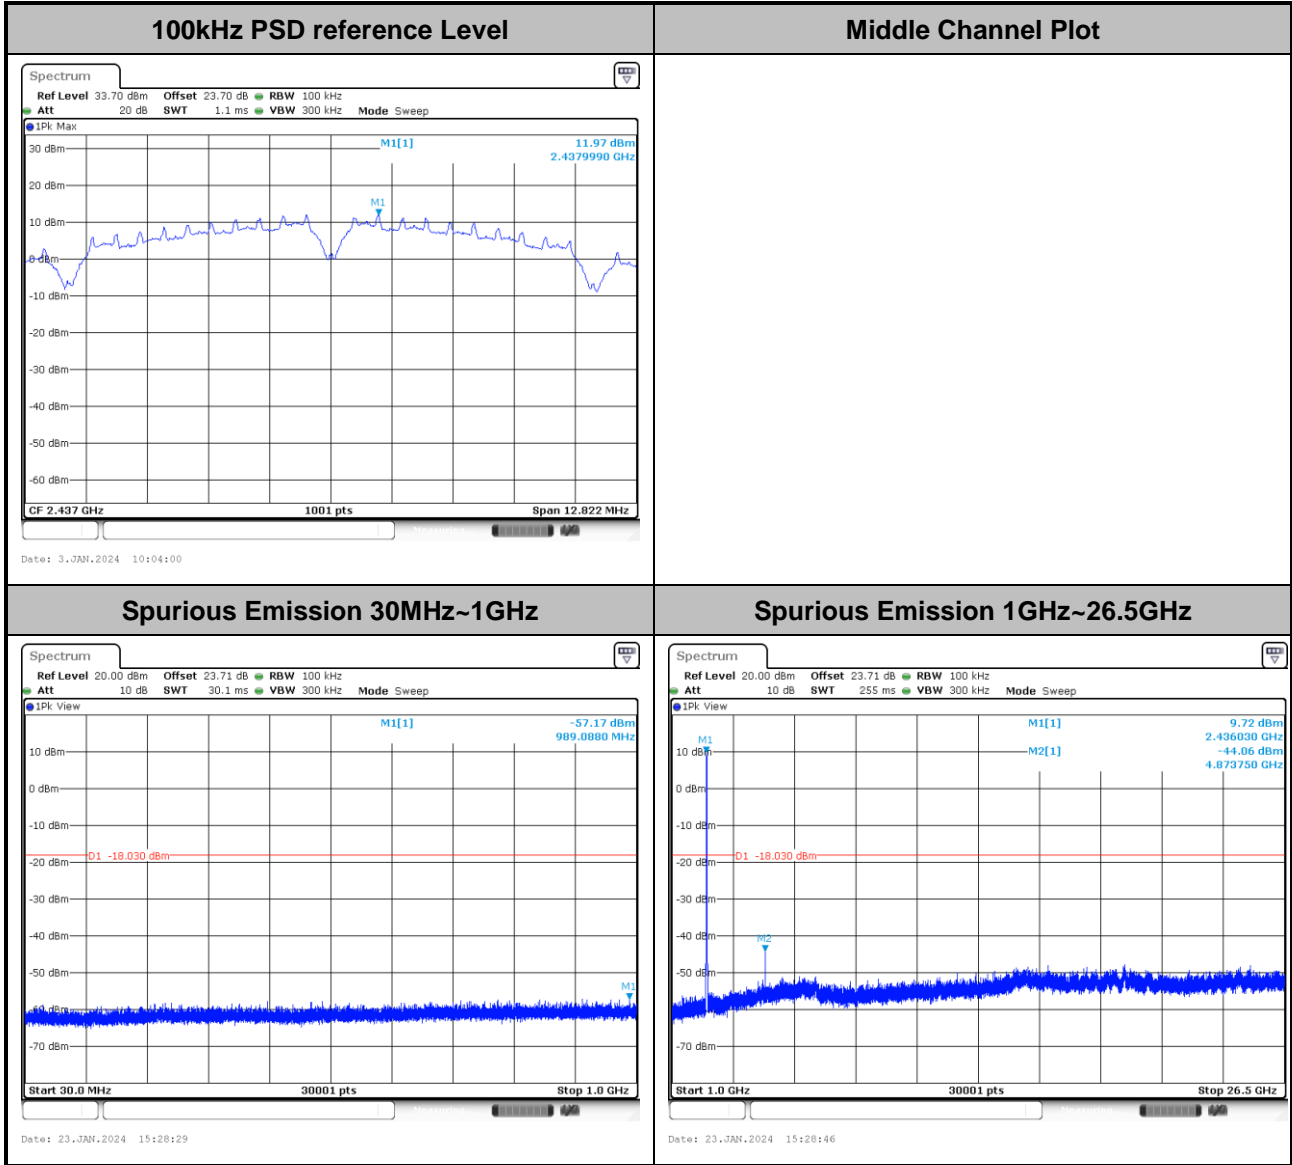 100kHz PSD reference Level
Middle Channel Plot
Spectrum
Ref Level 33.70 dBm Offset 23.70 dB RBW 100 kHz
Att 20 dB SWT 1.1 ms VBW 300 kHz Mode Sweep
1Pk Max
M1[1] 11.97 dBm
2.4379990 GHz
30 dBm
20 dBm
M1
10 dBm
0 dBm
-10 dBm
-20 dBm
-30 dBm
-40 dBm
-50 dBm
-60 dBm
CF 2.437 GHz 1001 pts Span 12.822 MHz
Date: 3.JAN.2024 10:04:00
Spurious Emission 30MHz~1GHz
Spurious Emission 1GHz~26.5GHz
Spectrum
Ref Level 20.00 dBm Offset 23.71 dB RBW 100 kHz
Att 10 dB SWT 30.1 ms VBW 300 kHz Mode Sweep
1Pk View
M1[1] -57.17 dBm
989.0880 MHz
10 dBm
0 dBm
-10 dBm
D1 -18.030 dBm
-20 dBm
-30 dBm
-40 dBm
-50 dBm
M1
-60 dBm
-70 dBm
Start 30.0 MHz 30001 pts Stop 1.0 GHz
Date: 23.JAN.2024 15:28:29
Spectrum
Ref Level 20.00 dBm Offset 23.71 dB RBW 100 kHz
Att 10 dB SWT 255 ms VBW 300 kHz Mode Sweep
1Pk View
M1[1] 9.72 dBm
2.436030 GHz
M1
10 dBm
M2[1] -44.06 dBm
4.873750 GHz
0 dBm
-10 dBm
D1 -18.030 dBm
-20 dBm
-30 dBm
-40 dBm
M2
-50 dBm
-70 dBm
Start 1.0 GHz 30001 pts Stop 26.5 GHz
Date: 23.JAN.2024 15:28:46